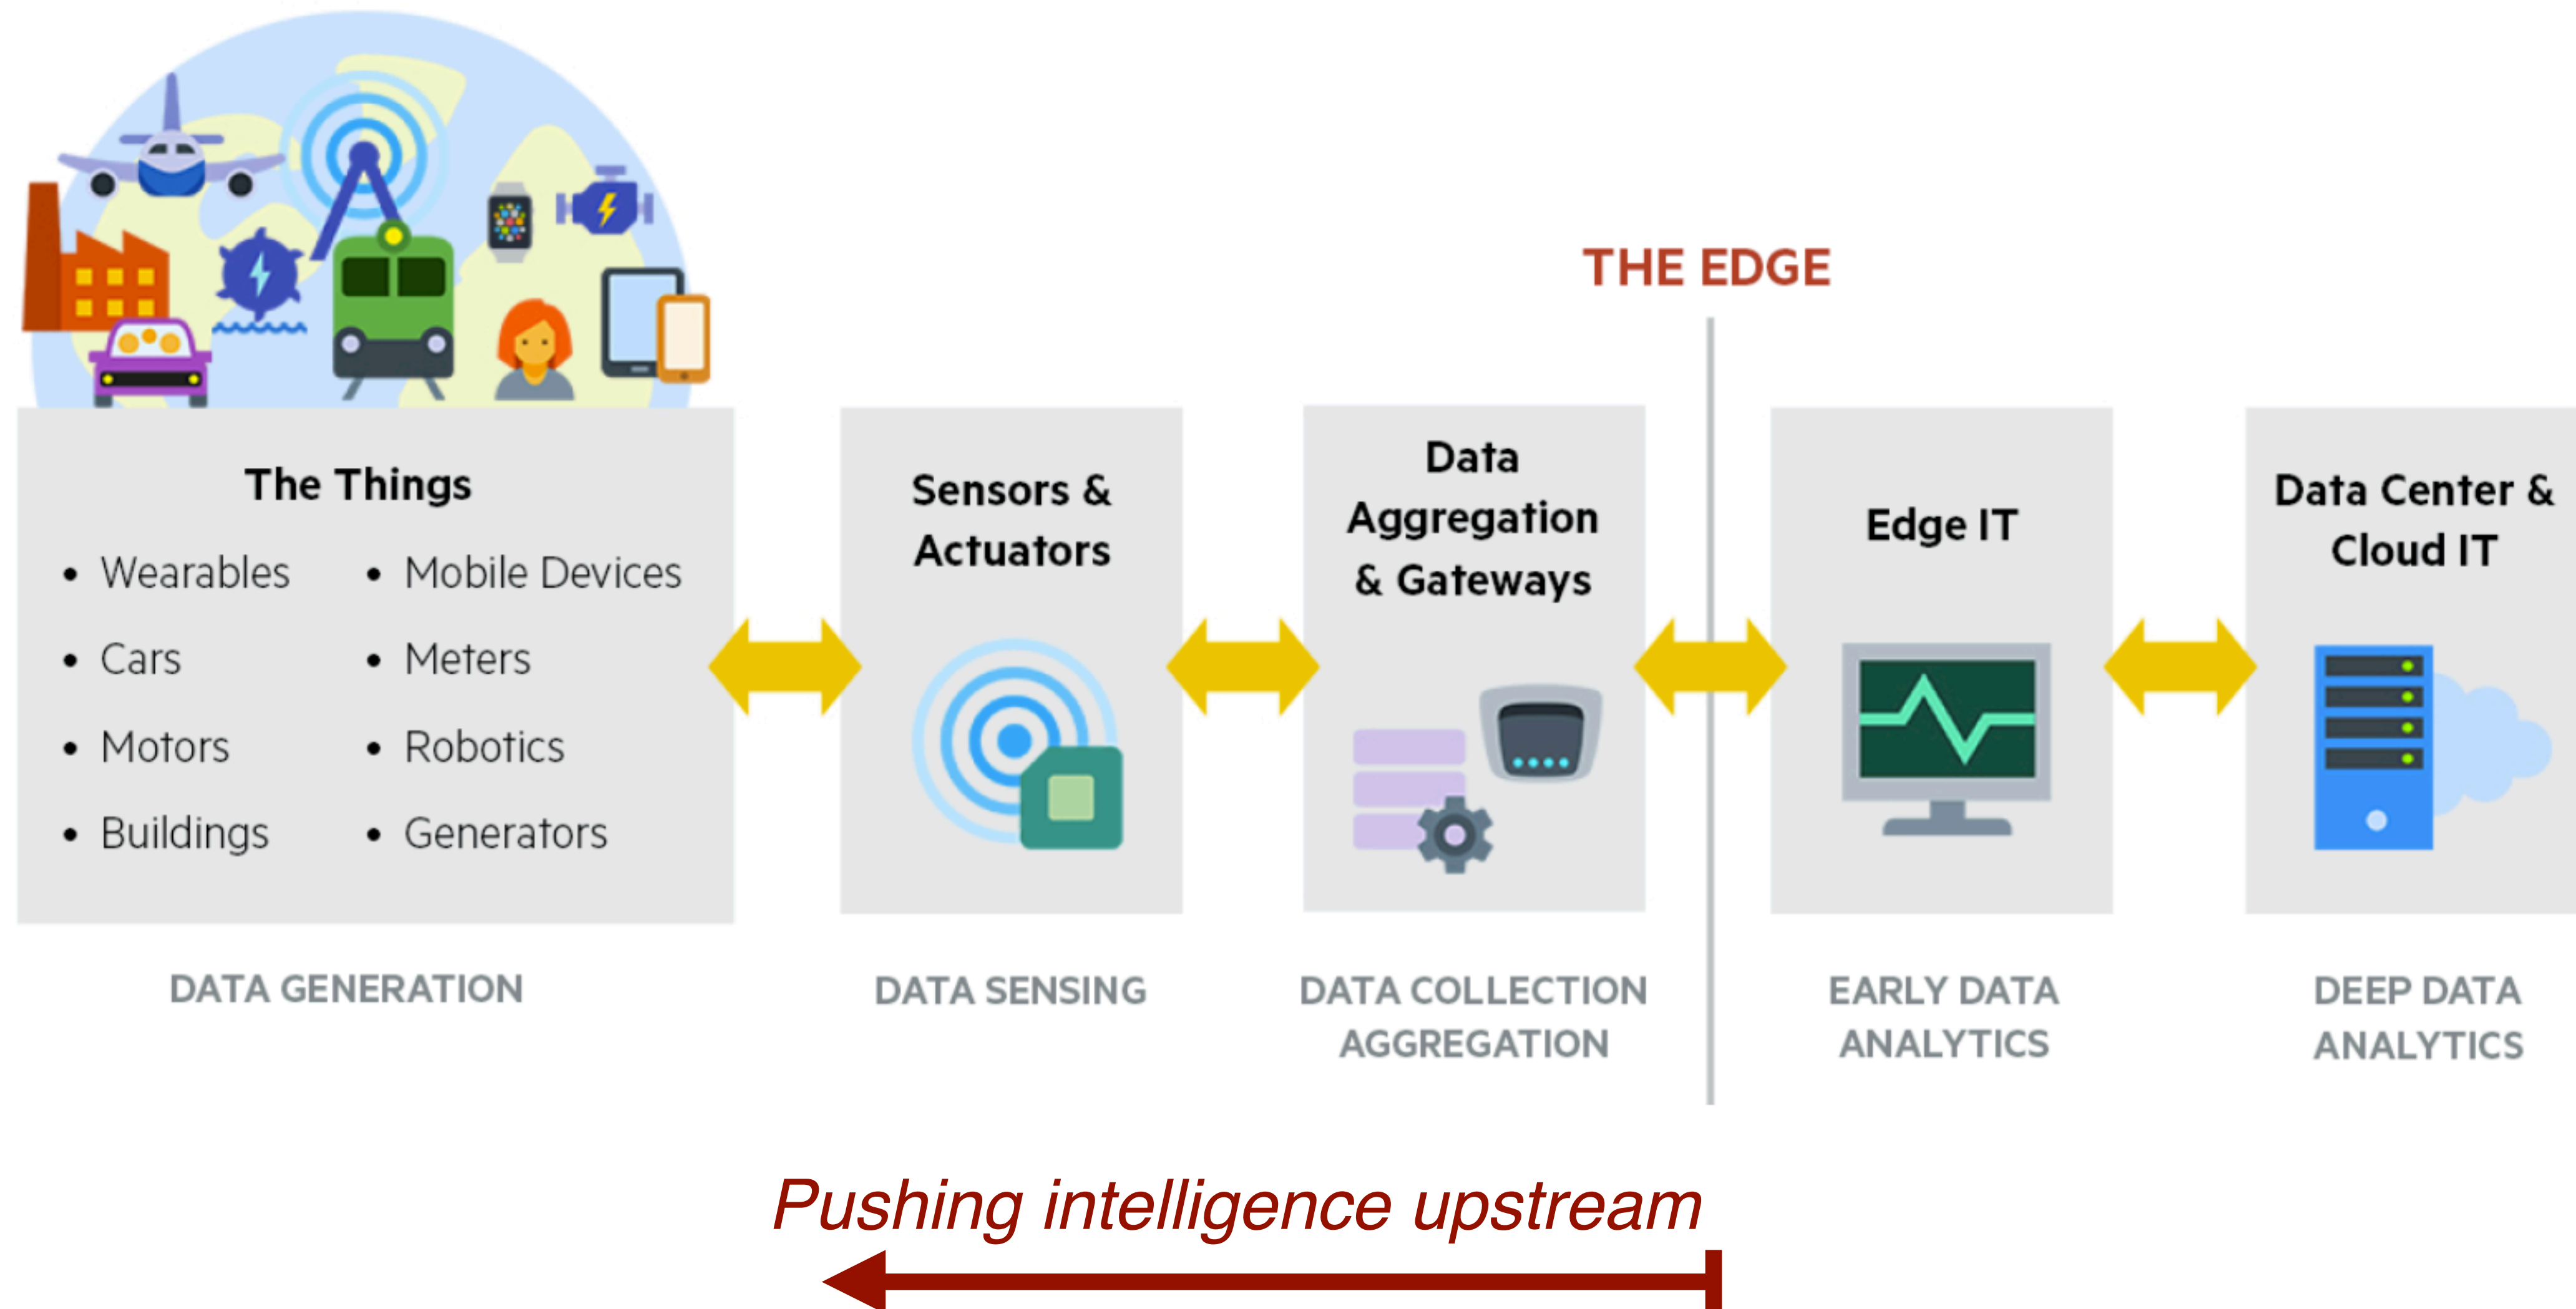 THE EDGE
The Things
• Wearables
• Cars
• Motors
• Buildings
• Mobile Devices
• Meters
• Robotics
• Generators
DATA GENERATION
Sensors &
Actuators
DATA SENSING
Data
Aggregation
& Gateways
DATA COLLECTION
AGGREGATION
Edge IT
EARLY DATA
ANALYTICS
Data Center &
Cloud IT
DEEP DATA
ANALYTICS
Pushing intelligence upstream